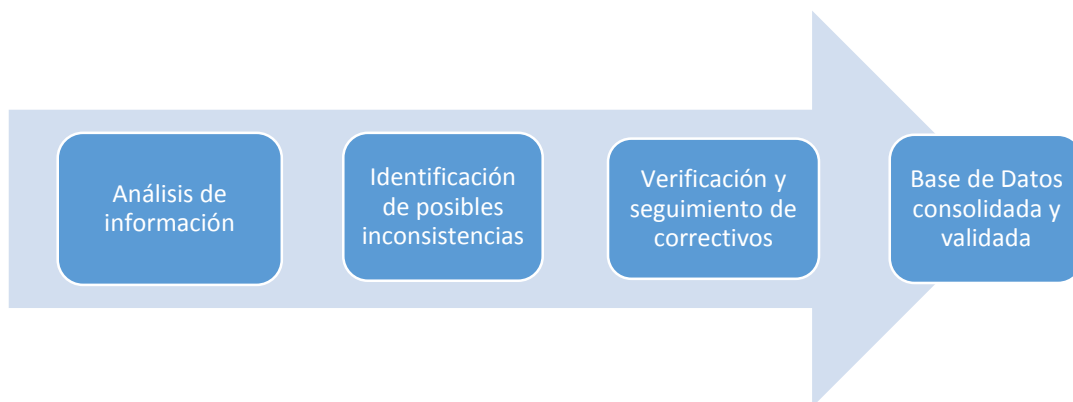 Análisis de
información
Identificación
de posibles
inconsistencias
Verificación y
seguimiento de
correctivos
Base de Datos
consolidada y
validada